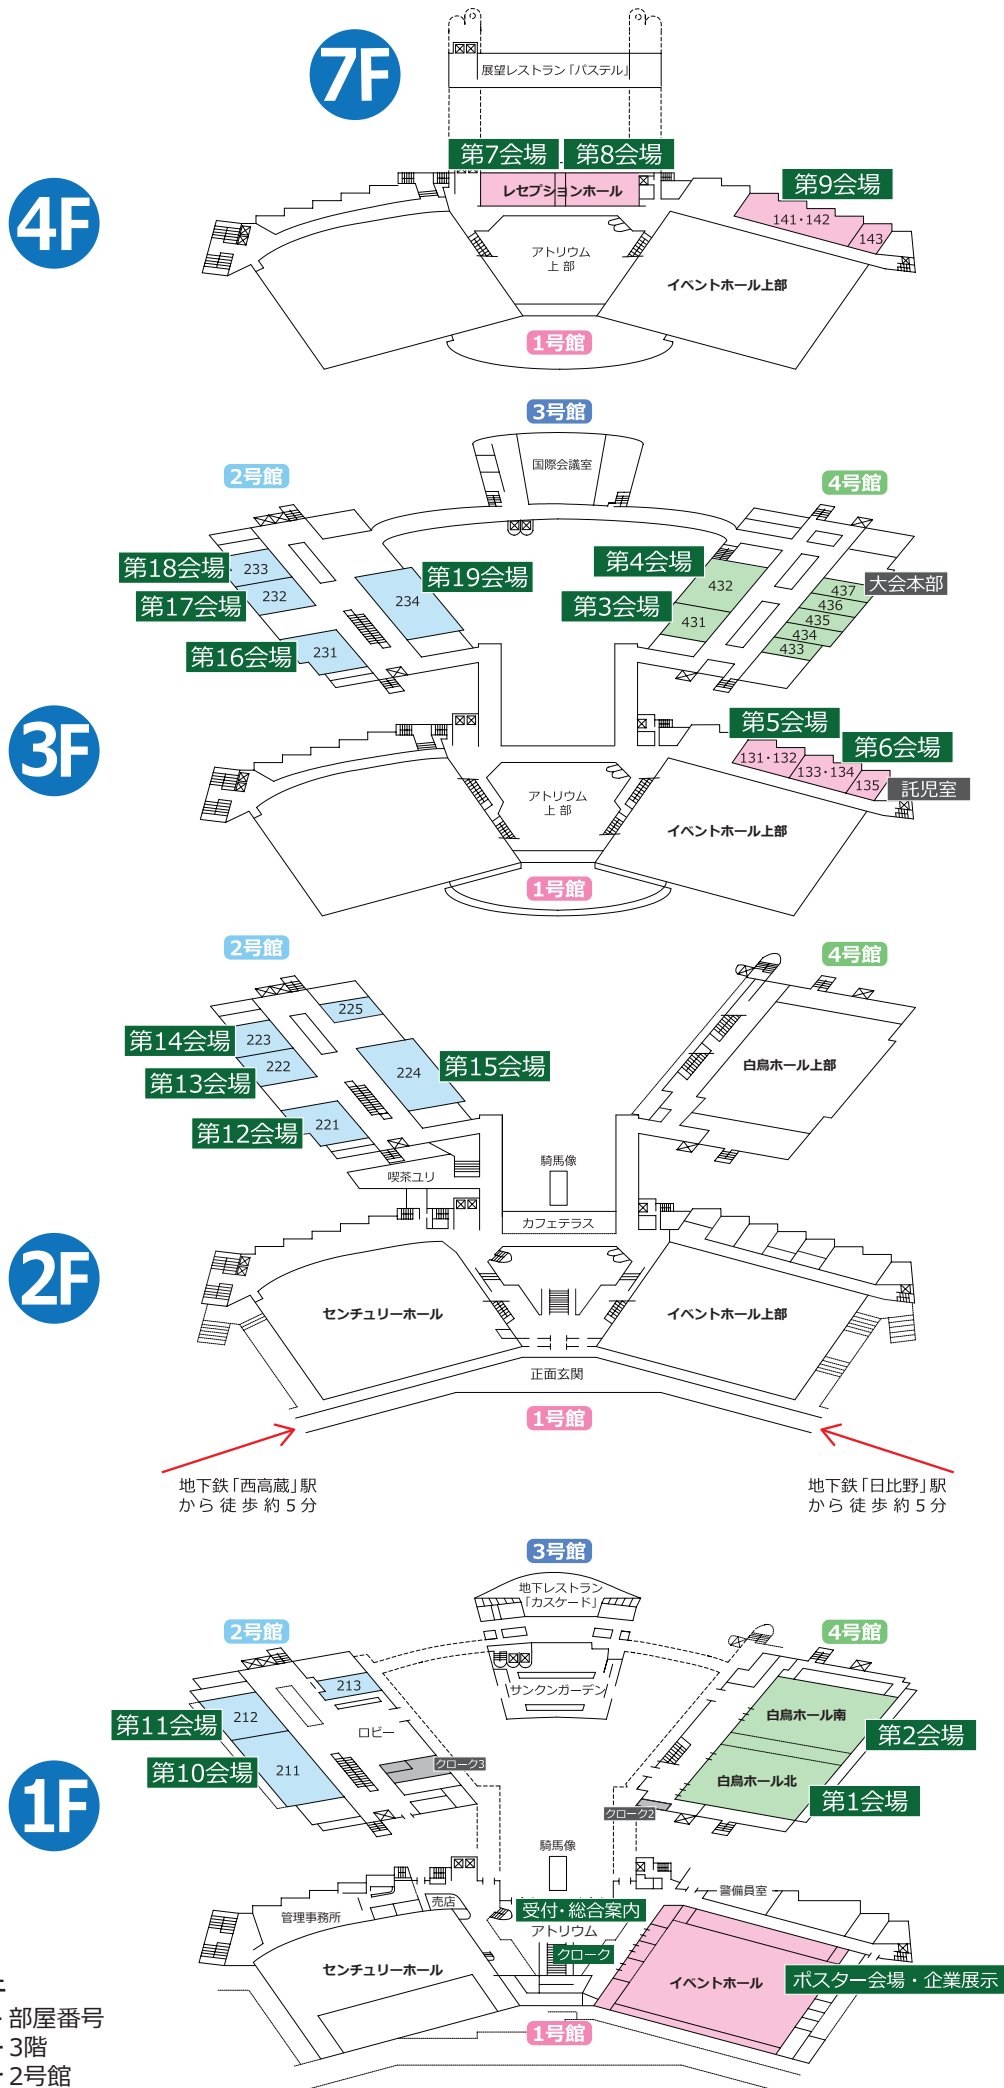 7F
展望レストラン「パステル」
4F
第7会場
第8会場
レセプションホール
第9会場
141・142
143
アトリウム
上部
イベントホール上部
1号館
3F
3号館
国際会議室
2号館
4号館
第18会場
233
第17会場
232
第16会場
231
第19会場
234
第4会場
432
第3会場
431
大会本部
437
436
435
434
433
第5会場
131・132
第6会場
133・134
135
託児室
アトリウム
上部
イベントホール上部
1号館
2F
2号館
4号館
225
第14会場
223
第13会場
222
第15会場
224
第12会場
221
白鳥ホール上部
喫茶ユリ
騎馬像
カフェテラス
センチュリーホール
イベントホール上部
正面玄関
1号館
地下鉄「西高蔵」駅
から徒歩約5分
地下鉄「日比野」駅
から徒歩約5分
1F
3号館
地下レストラン
「カスケード」
サンクンガーデン
2号館
4号館
213
第11会場
212
第10会場
211
ロビー
クローク3
白鳥ホール南
第2会場
白鳥ホール北
第1会場
クローク2
騎馬像
管理事務所
売店
警備員室
受付・総合案内
アトリウム
クローク
センチュリーホール
イベントホール
ポスター会場・企業展示
1号館
部屋番号
3階
2号館